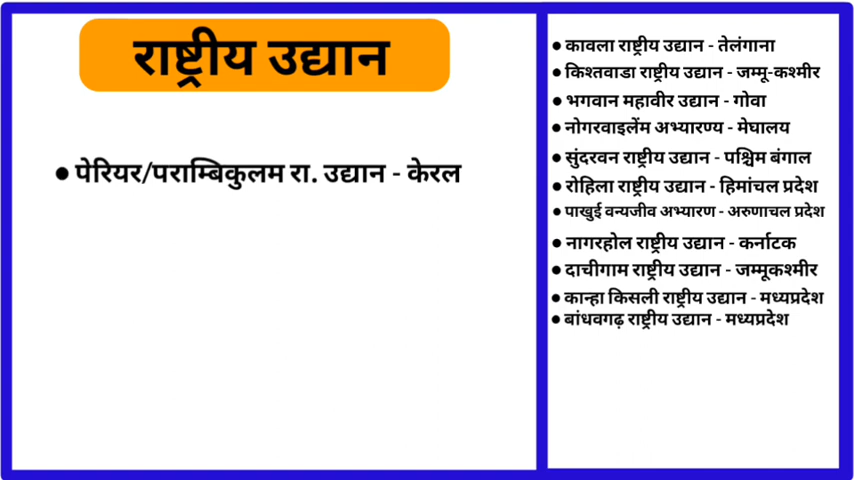 राष्ट्रीय उद्यान
● पेरियर/पराम्बिकुलम रा. उद्यान - केरल
● कावला राष्ट्रीय उद्यान - तेलंगाना
● किश्तवाडा राष्ट्रीय उद्यान - जम्मू-कश्मीर
● भगवान महावीर उद्यान - गोवा
● नोगरवाइलेंम अभ्यारण्य - मेघालय
● सुंदरवन राष्ट्रीय उद्यान - पश्चिम बंगाल
● रोहिला राष्ट्रीय उद्यान - हिमांचल प्रदेश
● पाखुई वन्यजीव अभ्यारण - अरुणाचल प्रदेश
● नागरहोल राष्ट्रीय उद्यान - कर्नाटक
● दाचीगाम राष्ट्रीय उद्यान - जम्मूकश्मीर
● कान्हा किसली राष्ट्रीय उद्यान - मध्यप्रदेश
● बांधवगढ़ राष्ट्रीय उद्यान - मध्यप्रदेश